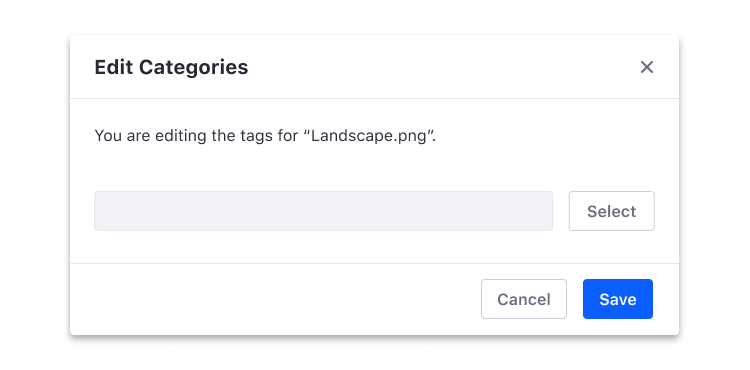 Edit Categories
You are editing the tags for “Landscape.png”.
Select
Cancel
Save